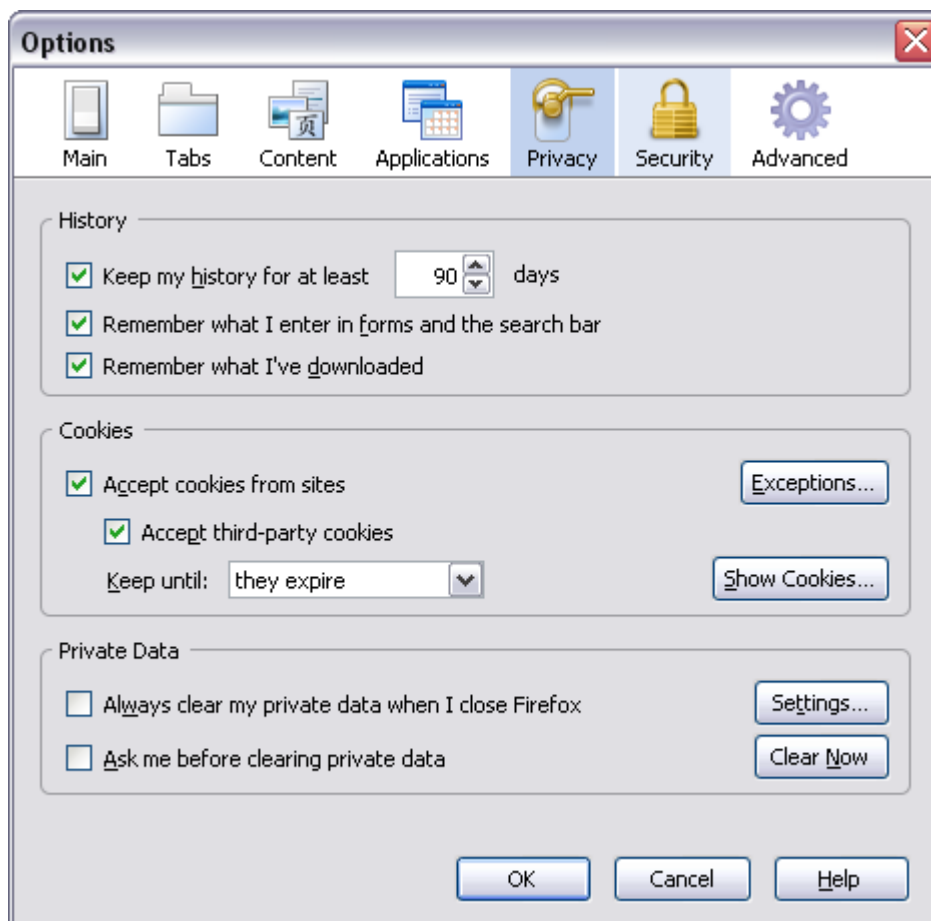 Options
Main Tabs Content Applications Privacy Security Advanced
页
History
Keep my history for at least 90 days
Remember what I enter in forms and the search bar
Remember what I've downloaded
Cookies
Accept cookies from sites Exceptions...
Accept third-party cookies
Keep until: they expire Show Cookies...
Private Data
Always clear my private data when I close Firefox Settings...
Ask me before clearing private data Clear Now
OK Cancel Help